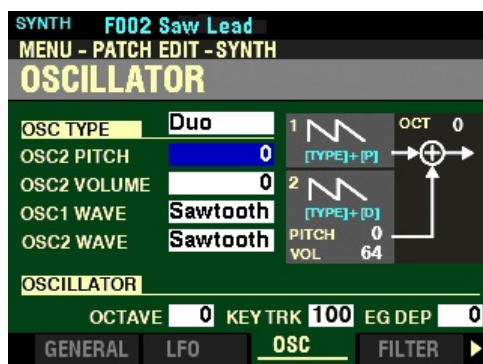 SYNTH F002 Saw Lead
MENU - PATCH EDIT - SYNTH
OSCILLATOR
OSC TYPE Duo
OSC2 PITCH 0
OSC2 VOLUME 0
OSC1 WAVE Sawtooth
OSC2 WAVE Sawtooth
1
[TYPE]+[P]
OCT 0
2
[TYPE]+[D]
PITCH 0
VOL 64
OSCILLATOR
OCTAVE 0 KEY TRK 100 EG DEP 0
GENERAL LFO OSC FILTER